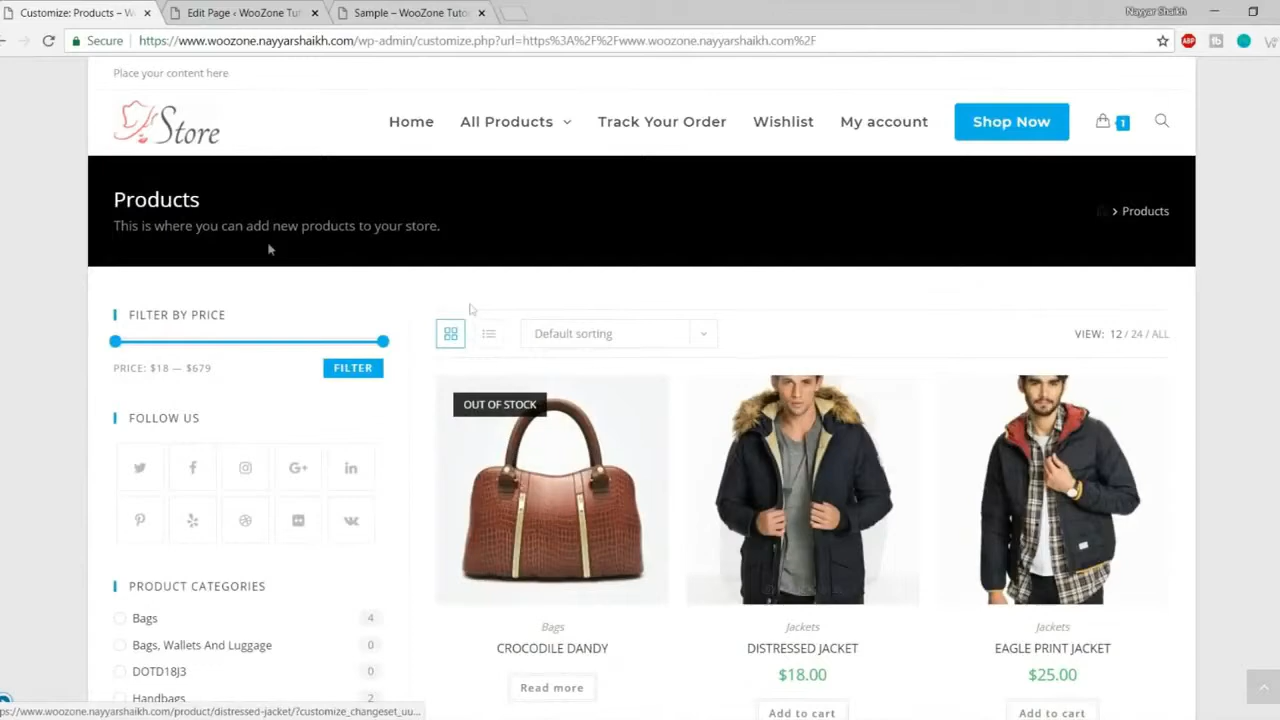 Customize: Products – W
Edit Page ‹ WooZone Tut
Sample – WooZone Tuto
Nayyar Shaikh
Secure
https://www.woozone.nayyarshaikh.com/wp-admin/customize.php?url=https%3A%2F%2Fwww.woozone.nayyarshaikh.com%2F
ABP
Place your content here
Store
Home
All Products
Track Your Order
Wishlist
My account
Shop Now
1
Products
This is where you can add new products to your store.
› Products
FILTER BY PRICE
PRICE: $18 — $679
FILTER
FOLLOW US
PRODUCT CATEGORIES
Bags 4
Bags, Wallets And Luggage 0
DOTD18J3 0
Handbags 2
Default sorting
VIEW: 12 / 24 / ALL
OUT OF STOCK
Bags
CROCODILE DANDY
Read more
Jackets
DISTRESSED JACKET
$18.00
Add to cart
Jackets
EAGLE PRINT JACKET
$25.00
Add to cart
ps://www.woozone.nayyarshaikh.com/product/distressed-jacket/?customize_changeset_uu...